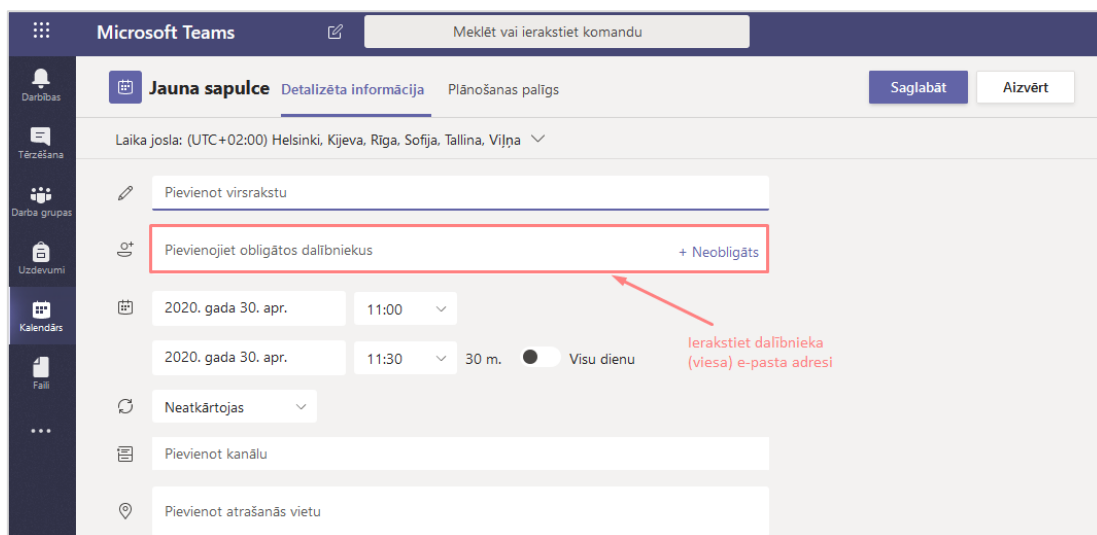 Microsoft Teams
Meklēt vai ierakstiet komandu
Darbības
Tērzēšana
Darba grupas
Uzdevumi
Kalendārs
Faili
Jauna sapulce Detalizēta informācija Plānošanas palīgs
Saglabāt Aizvērt
Laika josla: (UTC+02:00) Helsinki, Kijeva, Rīga, Sofija, Tallina, Viļņa
Pievienot virsrakstu
Pievienojiet obligātos dalībniekus + Neobligāts
2020. gada 30. apr. 11:00
2020. gada 30. apr. 11:30 30 m. Visu dienu
Ierakstiet dalībnieka
(viesa) e-pasta adresi
Neatkārtojas
Pievienot kanālu
Pievienot atrašanās vietu